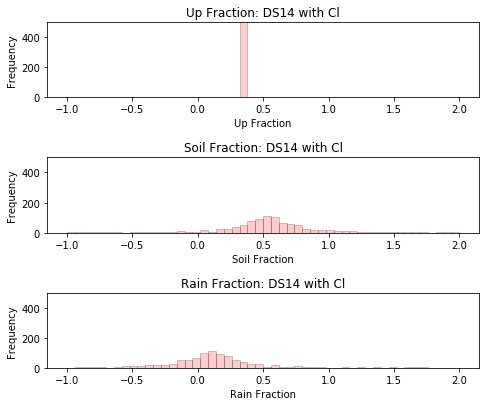 Up Fraction: DS14 with Cl
Frequency
400
200
0
−1.0 −0.5 0.0 0.5 1.0 1.5 2.0
Up Fraction
Soil Fraction: DS14 with Cl
Frequency
400
200
0
−1.0 −0.5 0.0 0.5 1.0 1.5 2.0
Soil Fraction
Rain Fraction: DS14 with Cl
Frequency
400
200
0
−1.0 −0.5 0.0 0.5 1.0 1.5 2.0
Rain Fraction